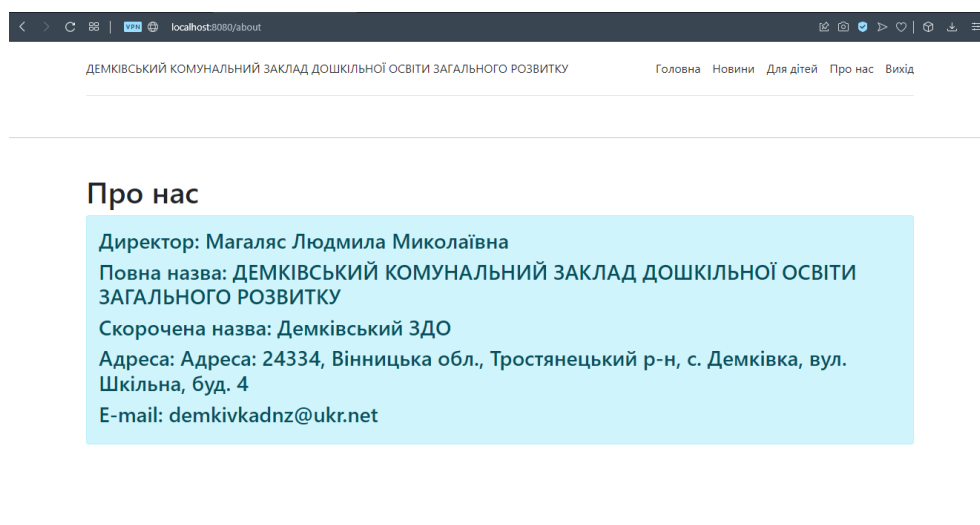 VPN localhost:8080/about
ДЕМКІВСЬКИЙ КОМУНАЛЬНИЙ ЗАКЛАД ДОШКІЛЬНОЇ ОСВІТИ ЗАГАЛЬНОГО РОЗВИТКУ Головна Новини Для дітей Про нас Вихід
Про нас
Директор: Магаляс Людмила Миколаївна
Повна назва: ДЕМКІВСЬКИЙ КОМУНАЛЬНИЙ ЗАКЛАД ДОШКІЛЬНОЇ ОСВІТИ
ЗАГАЛЬНОГО РОЗВИТКУ
Скорочена назва: Демківський ЗДО
Адреса: Адреса: 24334, Вінницька обл., Тростянецький р-н, с. Демківка, вул.
Шкільна, буд. 4
E-mail: demkivkadnz@ukr.net